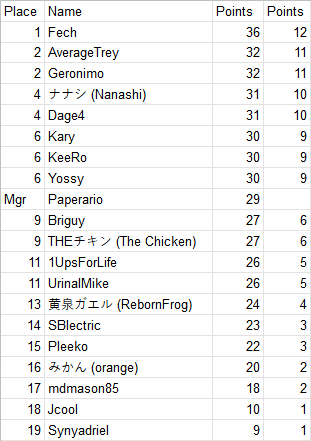 Place Name Points Points
1 Fech 36 12
2 AverageTrey 32 11
2 Geronimo 32 11
4 ナナシ (Nanashi) 31 10
4 Dage4 31 10
6 Kary 30 9
6 KeeRo 30 9
6 Yossy 30 9
Mgr Paperario 29
9 Briguy 27 6
9 THEチキン (The Chicken) 27 6
11 1UpsForLife 26 5
11 UrinalMike 26 5
13 黄泉ガエル (RebornFrog) 24 4
14 SBlectric 23 3
15 Pleeko 22 3
16 みかん (orange) 20 2
17 mdmason85 18 2
18 Jcool 10 1
19 Synyadriel 9 1